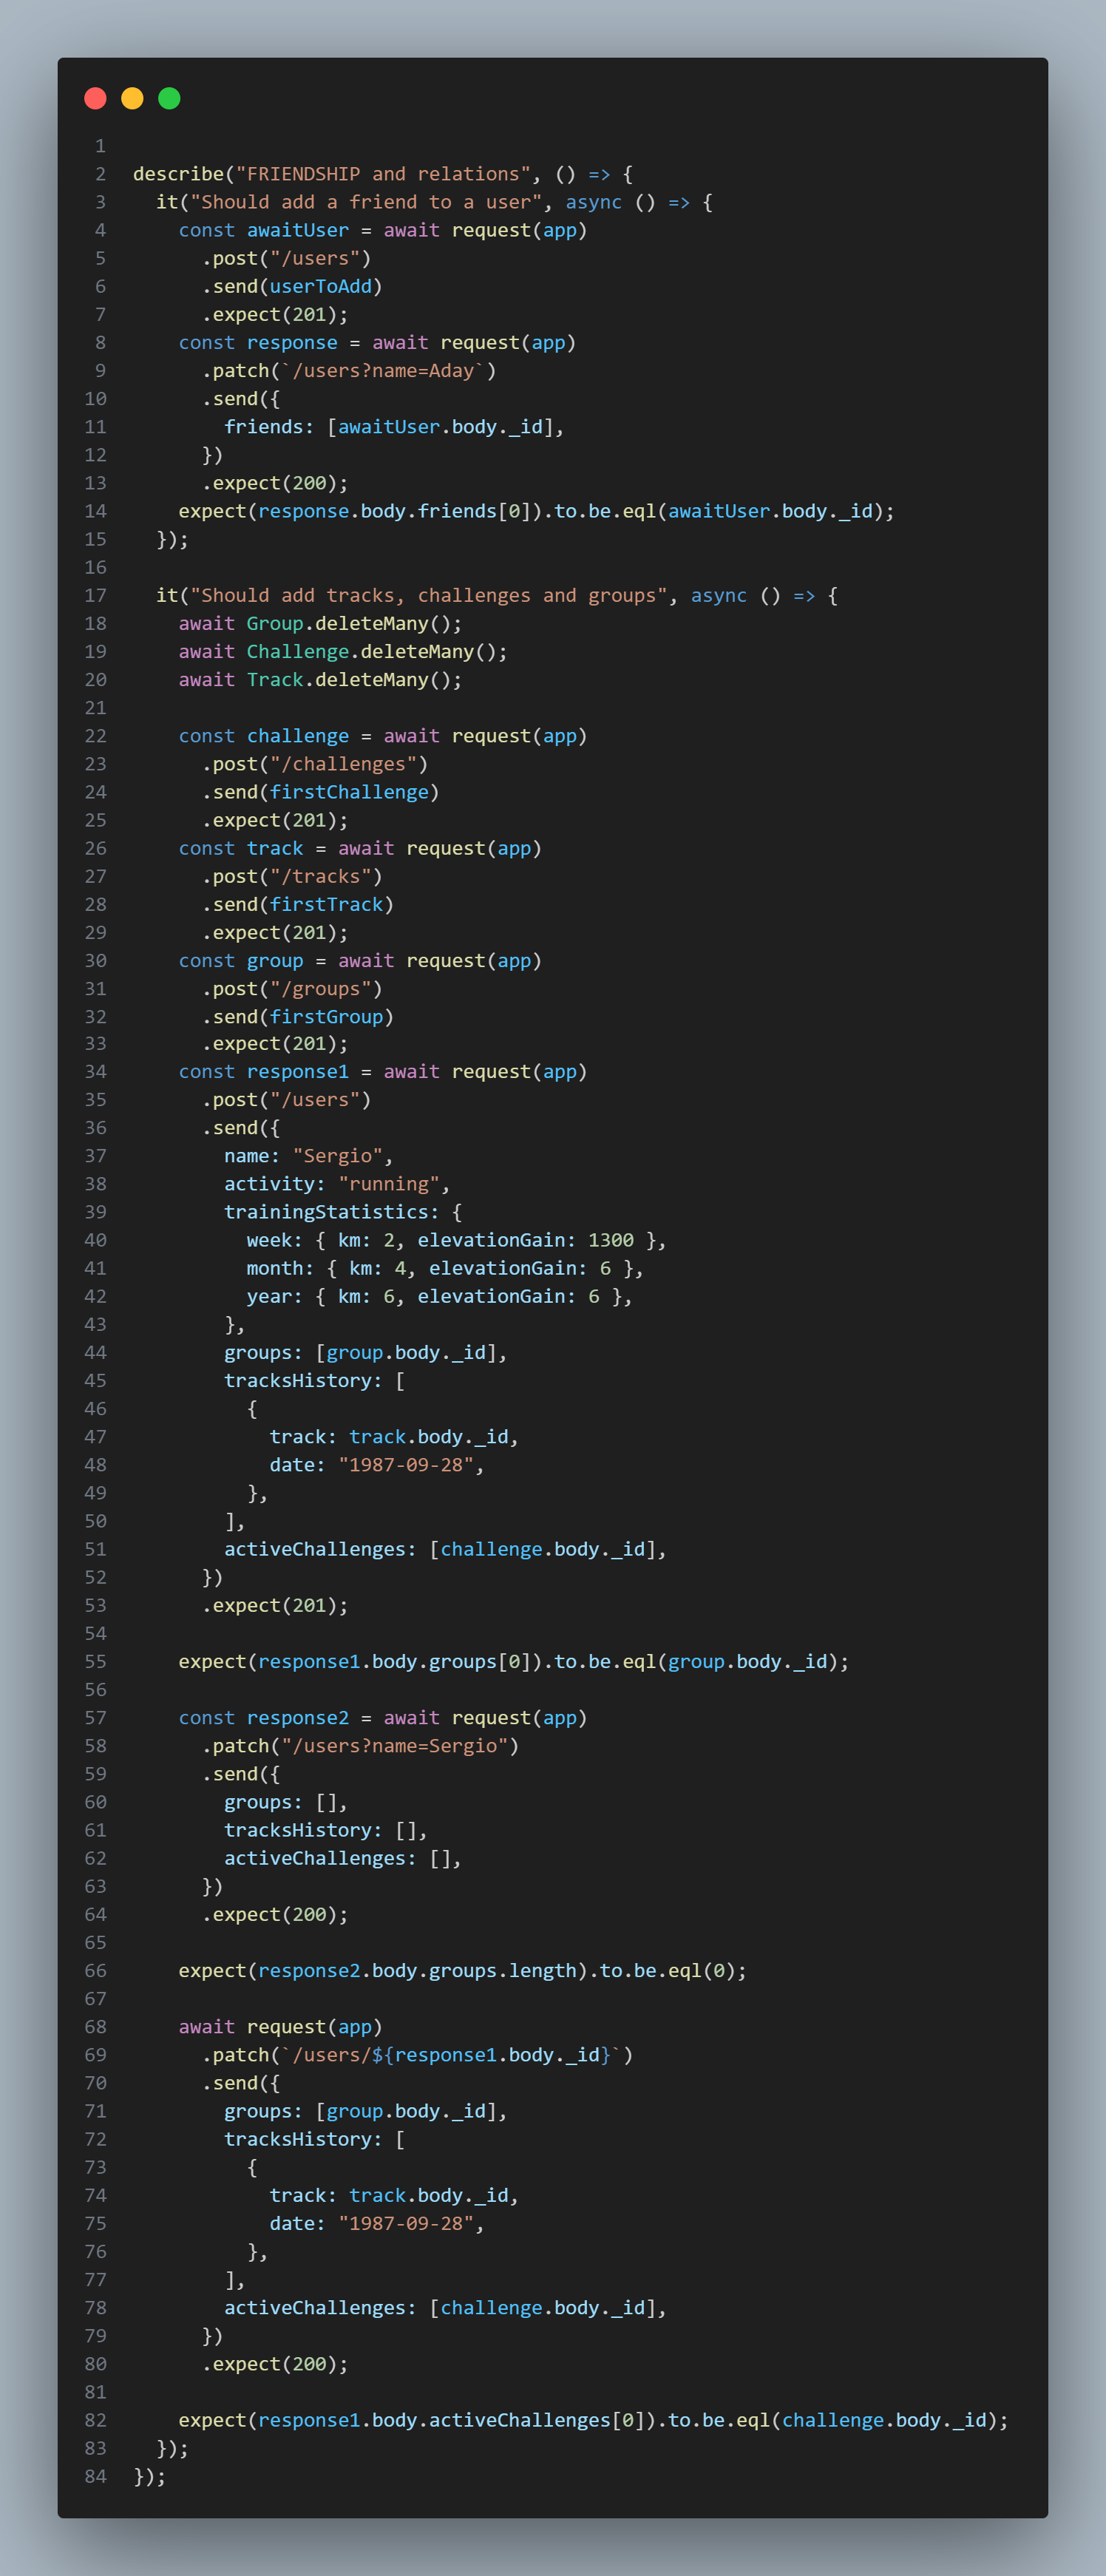 1
2 describe("FRIENDSHIP and relations", () => {
3   it("Should add a friend to a user", async () => {
4     const awaitUser = await request(app)
5       .post("/users")
6       .send(userToAdd)
7       .expect(201);
8     const response = await request(app)
9       .patch(`/users?name=Aday`)
10       .send({
11         friends: [awaitUser.body._id],
12       })
13       .expect(200);
14     expect(response.body.friends[0]).to.be.eql(awaitUser.body._id);
15   });
16
17   it("Should add tracks, challenges and groups", async () => {
18     await Group.deleteMany();
19     await Challenge.deleteMany();
20     await Track.deleteMany();
21
22     const challenge = await request(app)
23       .post("/challenges")
24       .send(firstChallenge)
25       .expect(201);
26     const track = await request(app)
27       .post("/tracks")
28       .send(firstTrack)
29       .expect(201);
30     const group = await request(app)
31       .post("/groups")
32       .send(firstGroup)
33       .expect(201);
34     const response1 = await request(app)
35       .post("/users")
36       .send({
37         name: "Sergio",
38         activity: "running",
39         trainingStatistics: {
40           week: { km: 2, elevationGain: 1300 },
41           month: { km: 4, elevationGain: 6 },
42           year: { km: 6, elevationGain: 6 },
43         },
44         groups: [group.body._id],
45         tracksHistory: [
46           {
47             track: track.body._id,
48             date: "1987-09-28",
49           },
50         ],
51         activeChallenges: [challenge.body._id],
52       })
53       .expect(201);
54
55     expect(response1.body.groups[0]).to.be.eql(group.body._id);
56
57     const response2 = await request(app)
58       .patch("/users?name=Sergio")
59       .send({
60         groups: [],
61         tracksHistory: [],
62         activeChallenges: [],
63       })
64       .expect(200);
65
66     expect(response2.body.groups.length).to.be.eql(0);
67
68     await request(app)
69       .patch(`/users/${response1.body._id}`)
70       .send({
71         groups: [group.body._id],
72         tracksHistory: [
73           {
74             track: track.body._id,
75             date: "1987-09-28",
76           },
77         ],
78         activeChallenges: [challenge.body._id],
79       })
80       .expect(200);
81
82     expect(response1.body.activeChallenges[0]).to.be.eql(challenge.body._id);
83   });
84 });